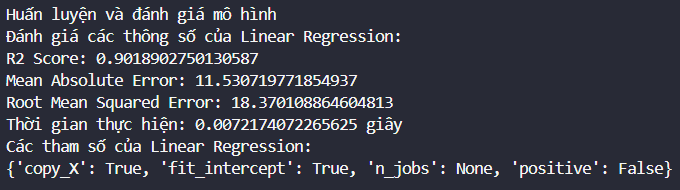 Huấn luyện và đánh giá mô hình
Đánh giá các thông số của Linear Regression:
R2 Score: 0.9018902750130587
Mean Absolute Error: 11.530719771854937
Root Mean Squared Error: 18.370108864604813
Thời gian thực hiện: 0.0072174072265625 giây
Các tham số của Linear Regression:
{'copy_X': True, 'fit_intercept': True, 'n_jobs': None, 'positive': False}